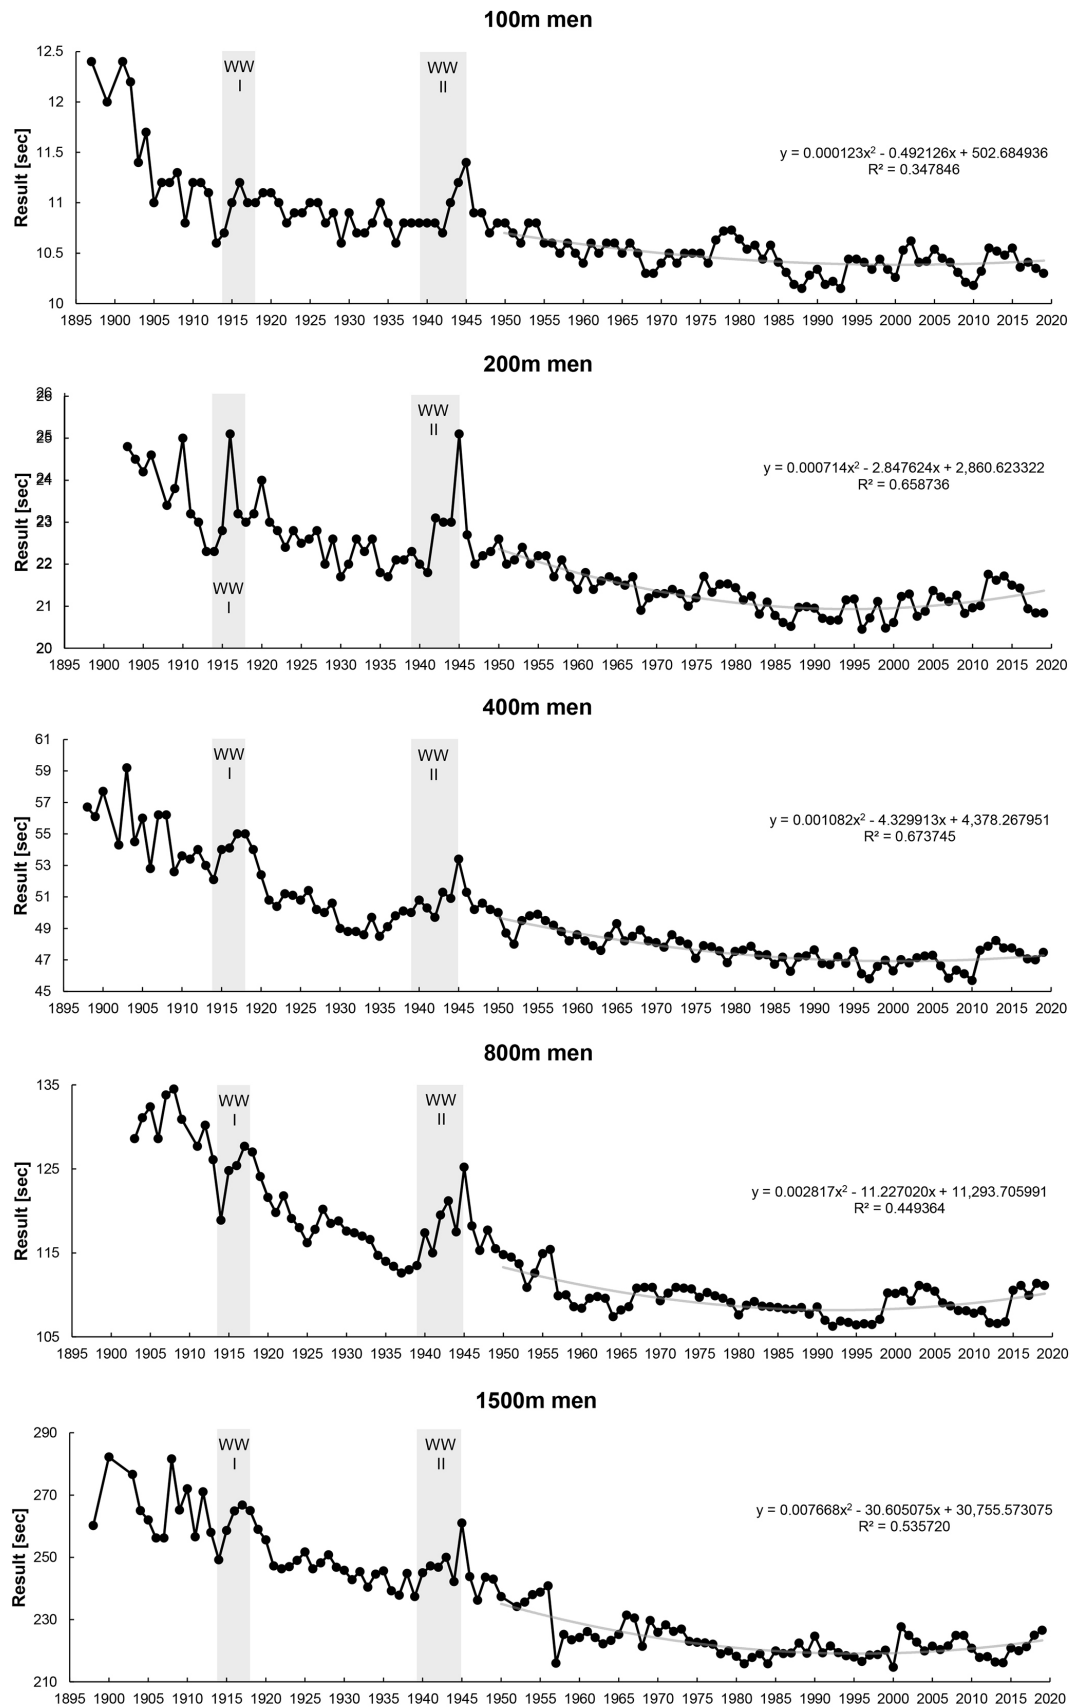 100m men
12.5
12
11.5
11
10.5
10
Result [sec]
WW
I
WW
II
y = 0.000123x² - 0.492126x + 502.684936
R² = 0.347846
1895 1900 1905 1910 1915 1920 1925 1930 1935 1940 1945 1950 1955 1960 1965 1970 1975 1980 1985 1990 1995 2000 2005 2010 2015 2020
200m men
26
25
24
23
22
21
20
Result [sec]
WW
II
y = 0.000714x² - 2.847624x + 2,860.623322
R² = 0.658736
WW
I
1895 1900 1905 1910 1915 1920 1925 1930 1935 1940 1945 1950 1955 1960 1965 1970 1975 1980 1985 1990 1995 2000 2005 2010 2015 2020
400m men
61
59
57
55
53
51
49
47
45
Result [sec]
WW
I
WW
II
y = 0.001082x² - 4.329913x + 4,378.267951
R² = 0.673745
1895 1900 1905 1910 1915 1920 1925 1930 1935 1940 1945 1950 1955 1960 1965 1970 1975 1980 1985 1990 1995 2000 2005 2010 2015 2020
800m men
135
125
115
105
Result [sec]
WW
I
WW
II
y = 0.002817x² - 11.227020x + 11,293.705991
R² = 0.449364
1895 1900 1905 1910 1915 1920 1925 1930 1935 1940 1945 1950 1955 1960 1965 1970 1975 1980 1985 1990 1995 2000 2005 2010 2015 2020
1500m men
290
270
250
230
210
Result [sec]
WW
I
WW
II
y = 0.007668x² - 30.605075x + 30,755.573075
R² = 0.535720
1895 1900 1905 1910 1915 1920 1925 1930 1935 1940 1945 1950 1955 1960 1965 1970 1975 1980 1985 1990 1995 2000 2005 2010 2015 2020